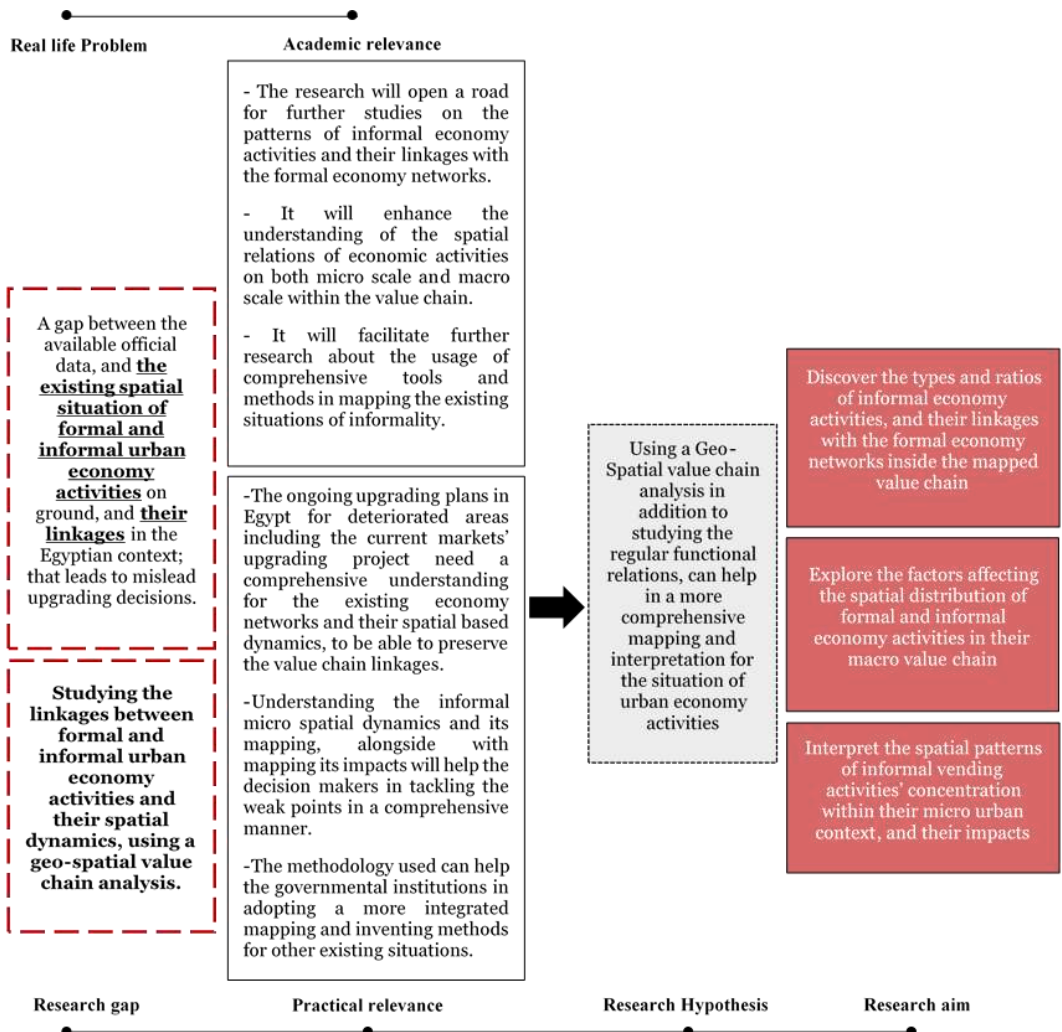 Real life Problem
Academic relevance
- The research will open a road
for further studies on the
patterns of informal economy
activities and their linkages with
the formal economy networks.
- It will enhance the
understanding of the spatial
relations of economic activities
on both micro scale and macro
scale within the value chain.
- It will facilitate further
research about the usage of
comprehensive tools and
methods in mapping the existing
situations of informality.
A gap between the
available official
data, and the
existing spatial
situation of
formal and
informal urban
economy
activities on
ground, and their
linkages in the
Egyptian context;
that leads to mislead
upgrading decisions.
Studying the
linkages between
formal and
informal urban
economy
activities and
their spatial
dynamics, using a
geo-spatial value
chain analysis.
-The ongoing upgrading plans in
Egypt for deteriorated areas
including the current markets'
upgrading project need a
comprehensive understanding
for the existing economy
networks and their spatial based
dynamics, to be able to preserve
the value chain linkages.
-Understanding the informal
micro spatial dynamics and its
mapping, alongside with
mapping its impacts will help the
decision makers in tackling the
weak points in a comprehensive
manner.
-The methodology used can help
the governmental institutions in
adopting a more integrated
mapping and inventing methods
for other existing situations.
Using a Geo-
Spatial value chain
analysis in
addition to
studying the
regular functional
relations, can help
in a more
comprehensive
mapping and
interpretation for
the situation of
urban economy
activities
Discover the types and ratios
of informal economy
activities, and their linkages
with the formal economy
networks inside the mapped
value chain
Explore the factors affecting
the spatial distribution of
formal and informal
economy activities in their
macro value chain
Interpret the spatial patterns
of informal vending
activities' concentration
within their micro urban
context, and their impacts
Research gap
Practical relevance
Research Hypothesis
Research aim